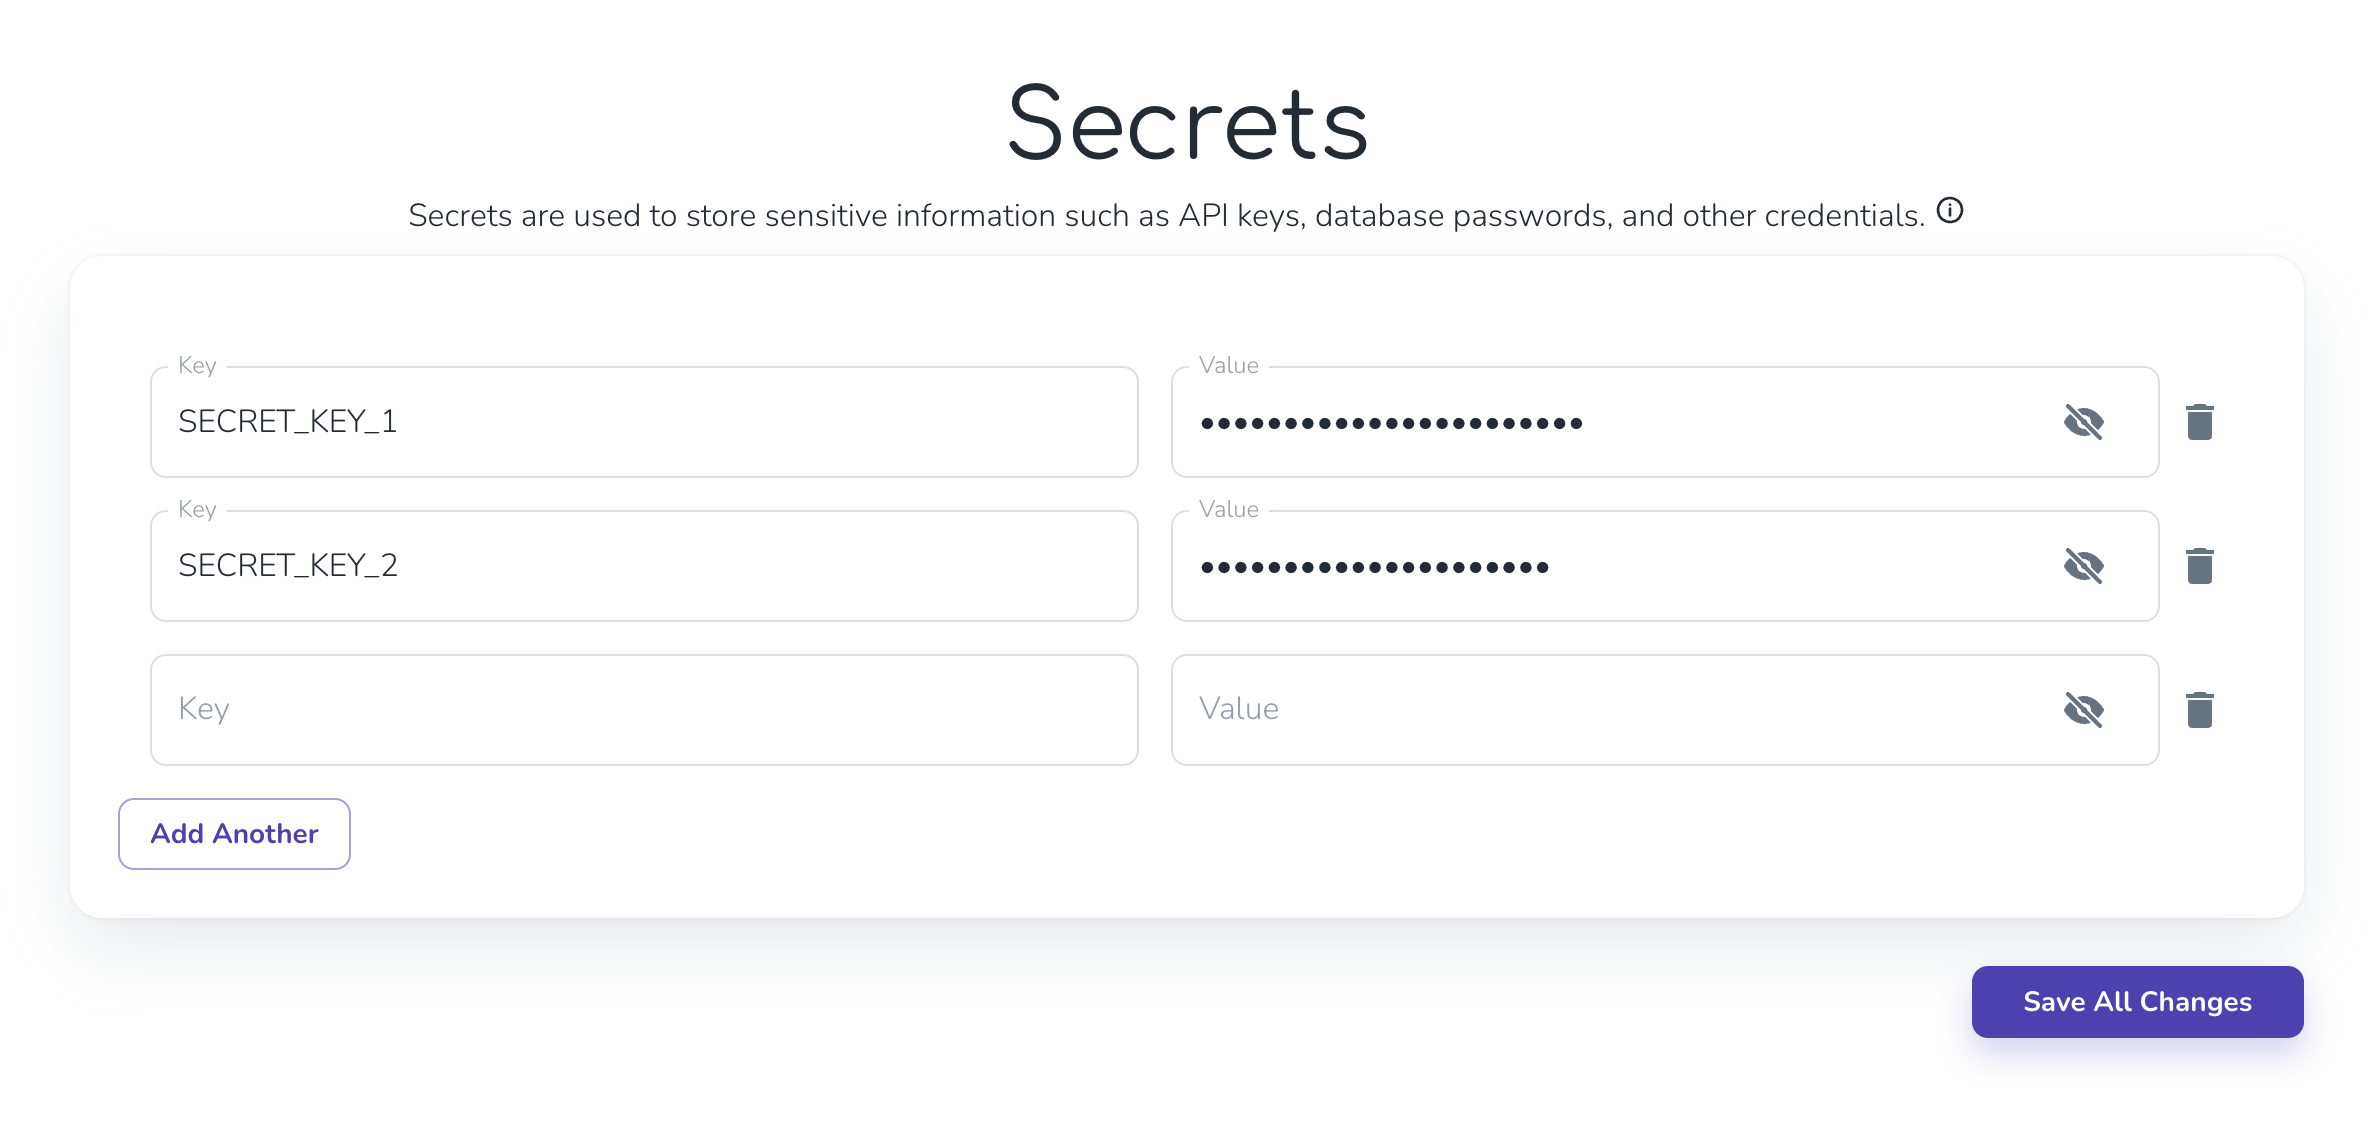 Secrets
Secrets are used to store sensitive information such as API keys, database passwords, and other credentials.
Key
SECRET_KEY_1
Value
•••••••••••••••••••••••
Key
SECRET_KEY_2
Value
•••••••••••••••••••••
Key
Value
Add Another
Save All Changes